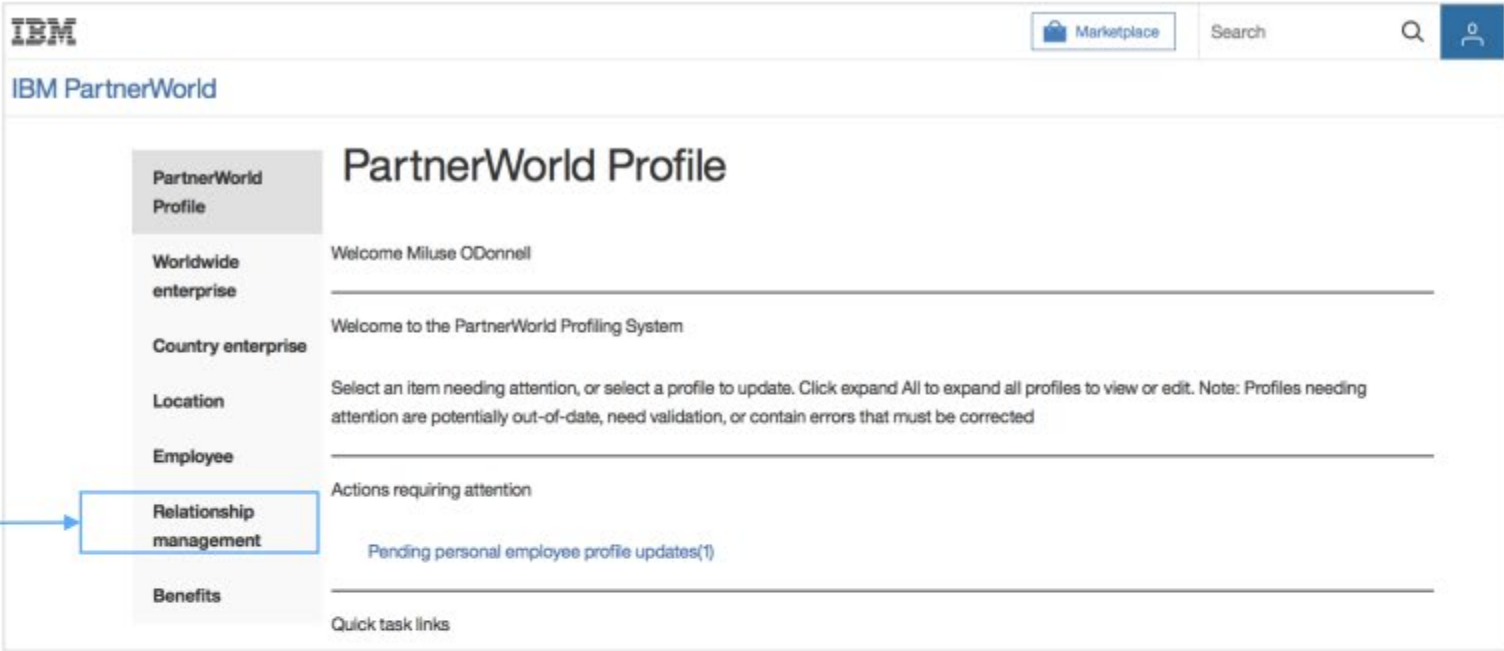 IBM
Marketplace
Search
IBM PartnerWorld
PartnerWorld
Profile
Worldwide
enterprise
Country enterprise
Location
Employee
Relationship
management
Benefits
PartnerWorld Profile
Welcome Miluse ODonnell
Welcome to the PartnerWorld Profiling System
Select an item needing attention, or select a profile to update. Click expand All to expand all profiles to view or edit. Note: Profiles needing
attention are potentially out-of-date, need validation, or contain errors that must be corrected
Actions requiring attention
Pending personal employee profile updates(1)
Quick task links